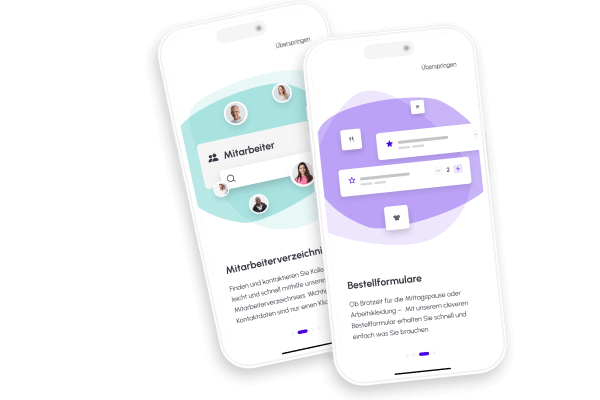 Überspringen
Mitarbeiter
Mitarbeiterverzeichni
Finden und kontaktieren Sie Kolle
leicht und schnell mithilfe unseres
Mitarbeiterverzeichnisses. Wichtig
Kontaktdaten sind nur einen Klic
Überspringen
2
Bestellformulare
Ob Brotzeit für die Mittagspause oder
Arbeitskleidung – Mit unserem cleveren
Bestellformular erhalten Sie schnell und
einfach was Sie brauchen